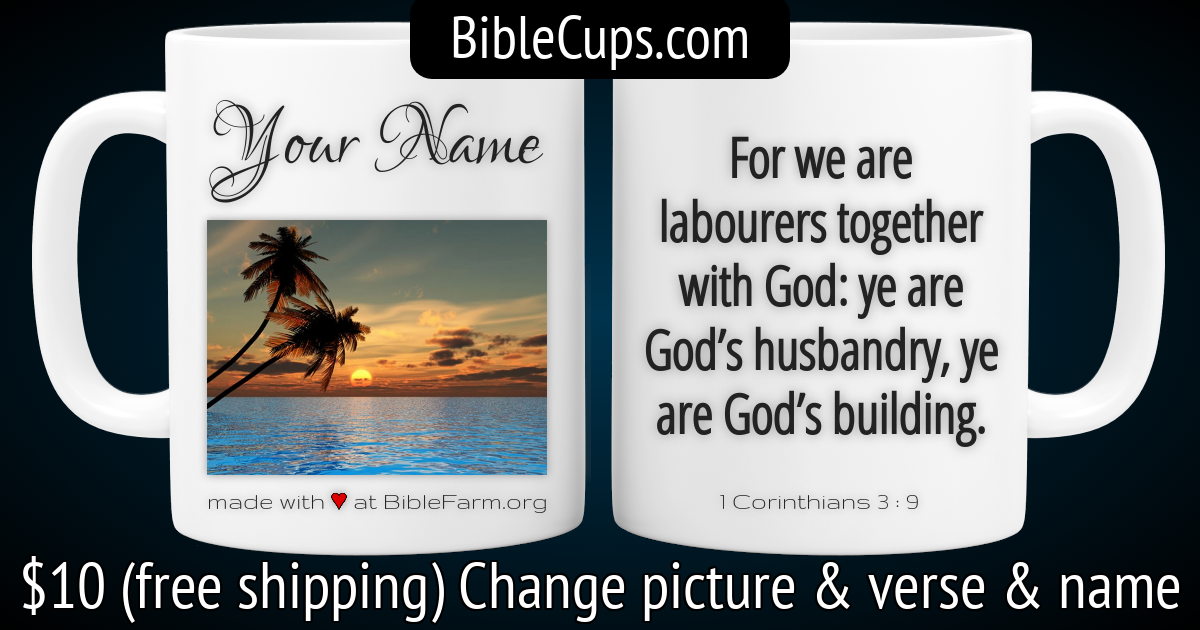 BibleCups.com
Your Name
made with ♥ at BibleFarm.org
For we are
labourers together
with God: ye are
God’s husbandry, ye
are God’s building.
1 Corinthians 3 : 9
$10 (free shipping) Change picture & verse & name